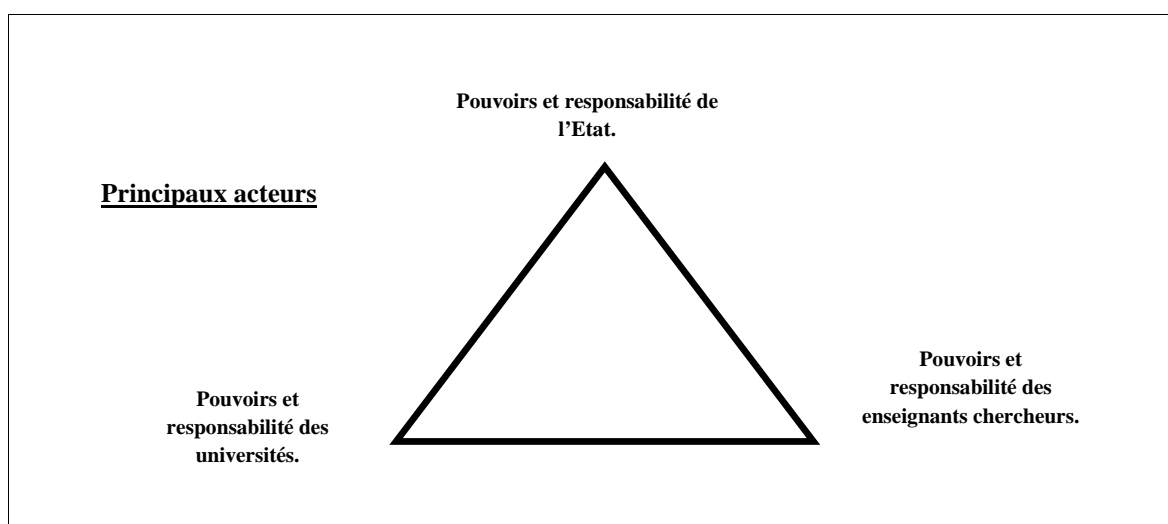 Pouvoirs et responsabilité de
l’Etat.
Principaux acteurs
Pouvoirs et
responsabilité des
enseignants chercheurs.
Pouvoirs et
responsabilité des
universités.